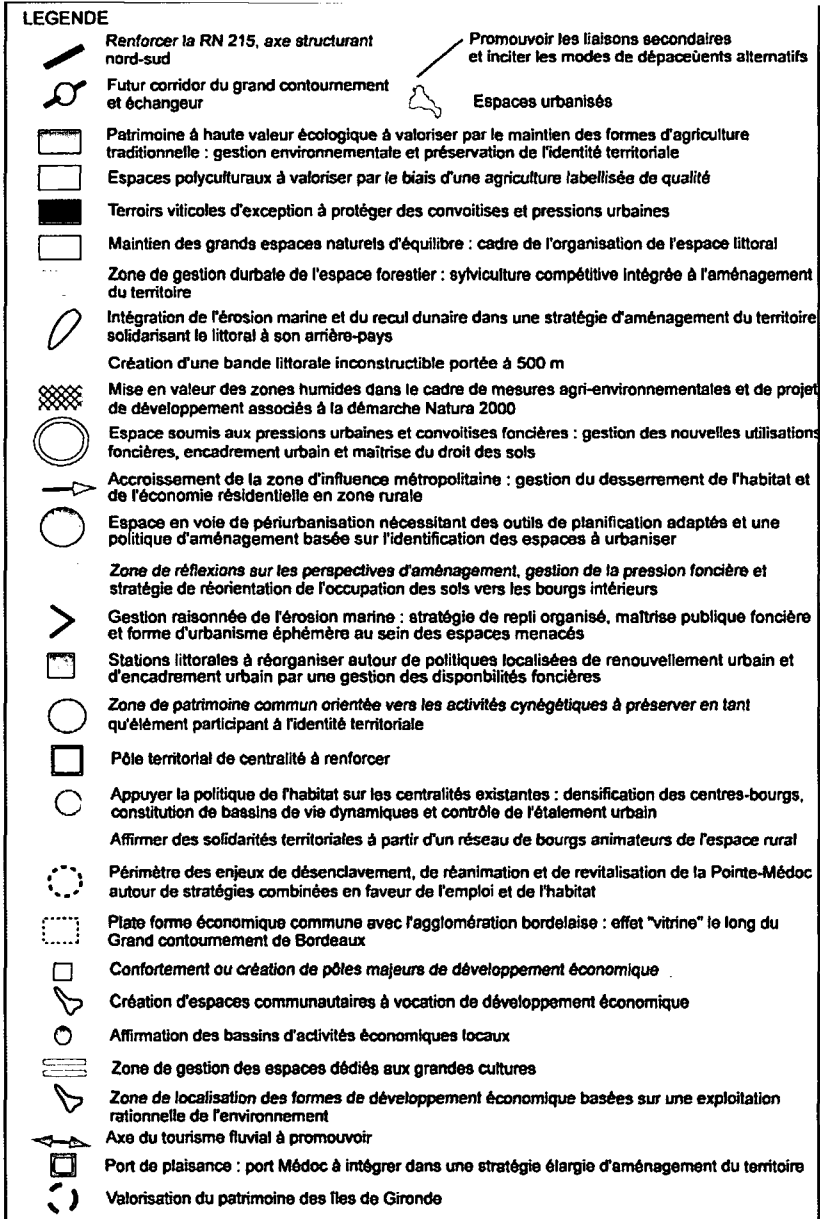 LEGENDE
Renforcer la RN 215, axe structurant
nord-sud
Promouvoir les liaisons secondaires
et inciter les modes de dépaceùents alternatifs
Futur corridor du grand contournement
et échangeur
Espaces urbanisés
Patrimoine à haute valeur écologique à valoriser par le maintien des formes d'agriculture
traditionnelle : gestion environnementale et préservation de l'identité territoriale
Espaces polyculturaux à valoriser par le biais d'une agriculture labellisée de qualité
Terroirs viticoles d'exception à protéger des convoitises et pressions urbaines
Maintien des grands espaces naturels d'équilibre : cadre de l'organisation de l'espace littoral
Zone de gestion durbale de l'espace forestier : sylviculture compétitive intégrée à l'aménagement
du territoire
Intégration de l'érosion marine et du recul dunaire dans une stratégie d'aménagement du territoire
solidarisant le littoral à son arrière-pays
Création d'une bande littorale inconstructible portée à 500 m
Mise en valeur des zones humides dans le cadre de mesures agri-environnementales et de projet
de développement associés à la démarche Natura 2000
Espace soumis aux pressions urbaines et convoitises foncières : gestion des nouvelles utilisations
foncières, encadrement urbain et maîtrise du droit des sols
Accroissement de la zone d'influence métropolitaine : gestion du desserrement de l'habitat et
de l'économie résidentielle en zone rurale
Espace en voie de périurbanisation nécessitant des outils de planification adaptés et une
politique d'aménagement basée sur l'identification des espaces à urbaniser
Zone de réflexions sur les perspectives d'aménagement, gestion de la pression foncière et
stratégie de réorientation de l'occupation des sols vers les bourgs intérieurs
Gestion raisonnée de l'érosion marine : stratégie de repli organisé, maîtrise publique foncière
et forme d'urbanisme éphémère au sein des espaces menacés
Stations littorales à réorganiser autour de politiques localisées de renouvellement urbain et
d'encadrement urbain par une gestion des disponbilités foncières
Zone de patrimoine commun orientée vers les activités cynégétiques à préserver en tant
qu'élément participant à l'identité territoriale
Pôle territorial de centralité à renforcer
Appuyer la politique de l'habitat sur les centralités existantes : densification des centres-bourgs,
constitution de bassins de vie dynamiques et contrôle de l'étalement urbain
Affirmer des solidarités territoriales à partir d'un réseau de bourgs animateurs de l'espace rural
Périmètre des enjeux de désenclavement, de réanimation et de revitalisation de la Pointe-Médoc
autour de stratégies combinées en faveur de l'emploi et de l'habitat
Plate forme économique commune avec l'agglomération bordelaise : effet "vitrine" le long du
Grand contournement de Bordeaux
Confortement ou création de pôles majeurs de développement économique
Création d'espaces communautaires à vocation de développement économique
Affirmation des bassins d'activités économiques locaux
Zone de gestion des espaces dédiés aux grandes cultures
Zone de localisation des formes de développement économique basées sur une exploitation
rationnelle de l'environnement
Axe du tourisme fluvial à promouvoir
Port de plaisance : port Médoc à intégrer dans une stratégie élargie d'aménagement du territoire
Valorisation du patrimoine des îles de Gironde